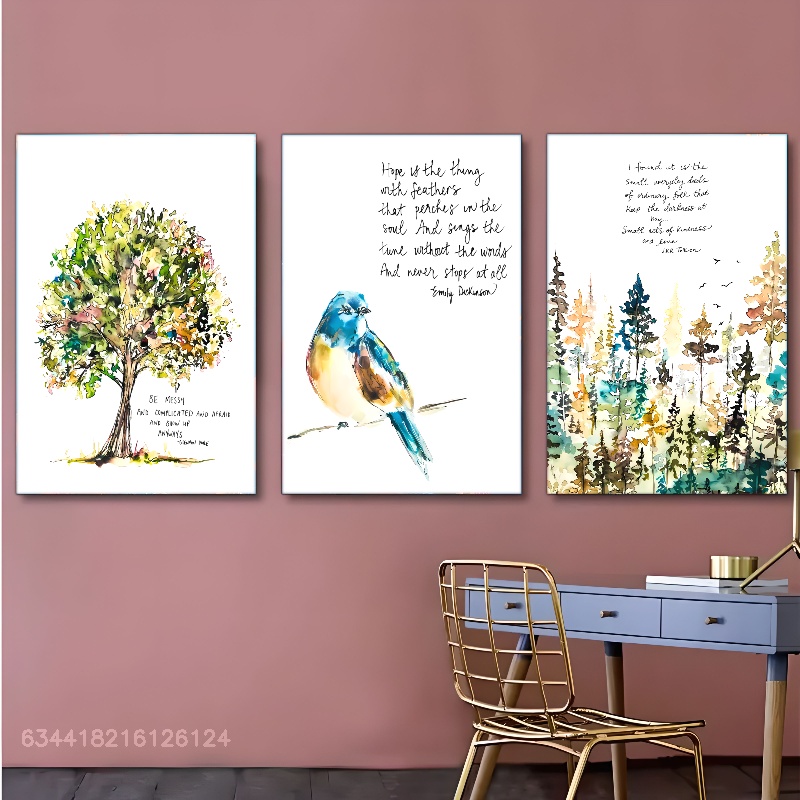 BE MESSY
AND COMPLICATED AND AFRAID
AND SHOW UP
ANYWAYS
Hope is the thing
with feathers
that perches in the
soul And sings the
tune without the words
And never stops at all
Emily Dickinson
I found it is the
small everyday deeds
of ordinary folk that
keep the darkness at
bay...
Small acts of kindness
and love
JRR Tolkien
634418216126124